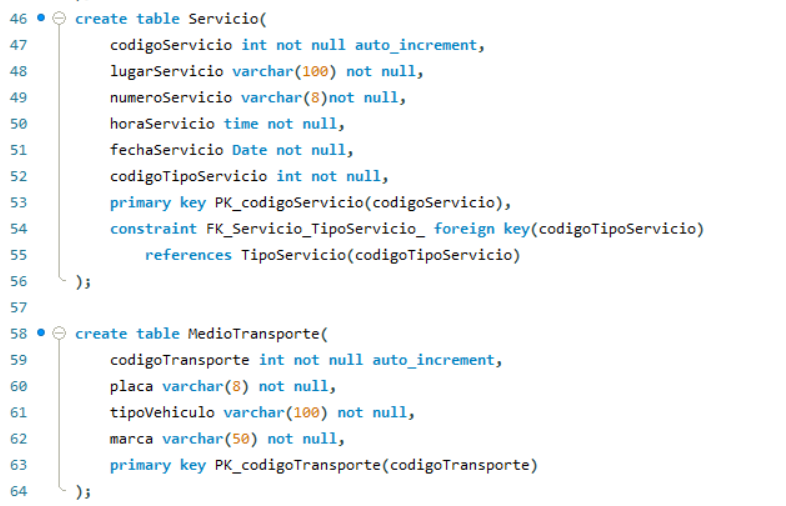 46 create table Servicio(
47 codigoServicio int not null auto_increment,
48 lugarServicio varchar(100) not null,
49 numeroServicio varchar(8)not null,
50 horaServicio time not null,
51 fechaServicio Date not null,
52 codigoTipoServicio int not null,
53 primary key PK_codigoServicio(codigoServicio),
54 constraint FK_Servicio_TipoServicio_ foreign key(codigoTipoServicio)
55 references TipoServicio(codigoTipoServicio)
56 );
57
58 create table MedioTransporte(
59 codigoTransporte int not null auto_increment,
60 placa varchar(8) not null,
61 tipoVehiculo varchar(100) not null,
62 marca varchar(50) not null,
63 primary key PK_codigoTransporte(codigoTransporte)
64 );